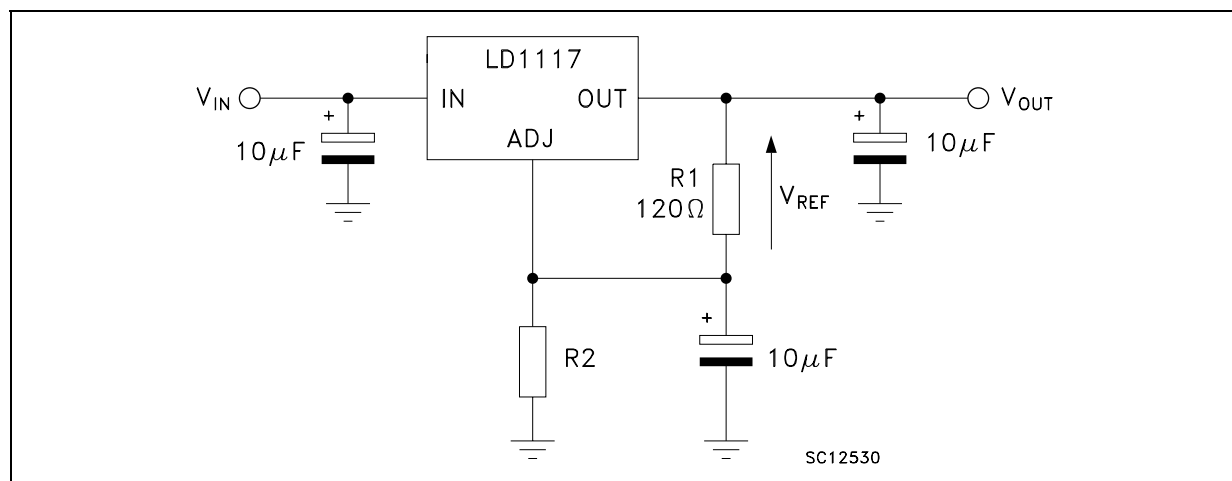 LD1117
V_IN
IN
OUT
V_OUT
+
10μF
ADJ
+
10μF
R1
120Ω
V_REF
+
R2
10μF
SC12530